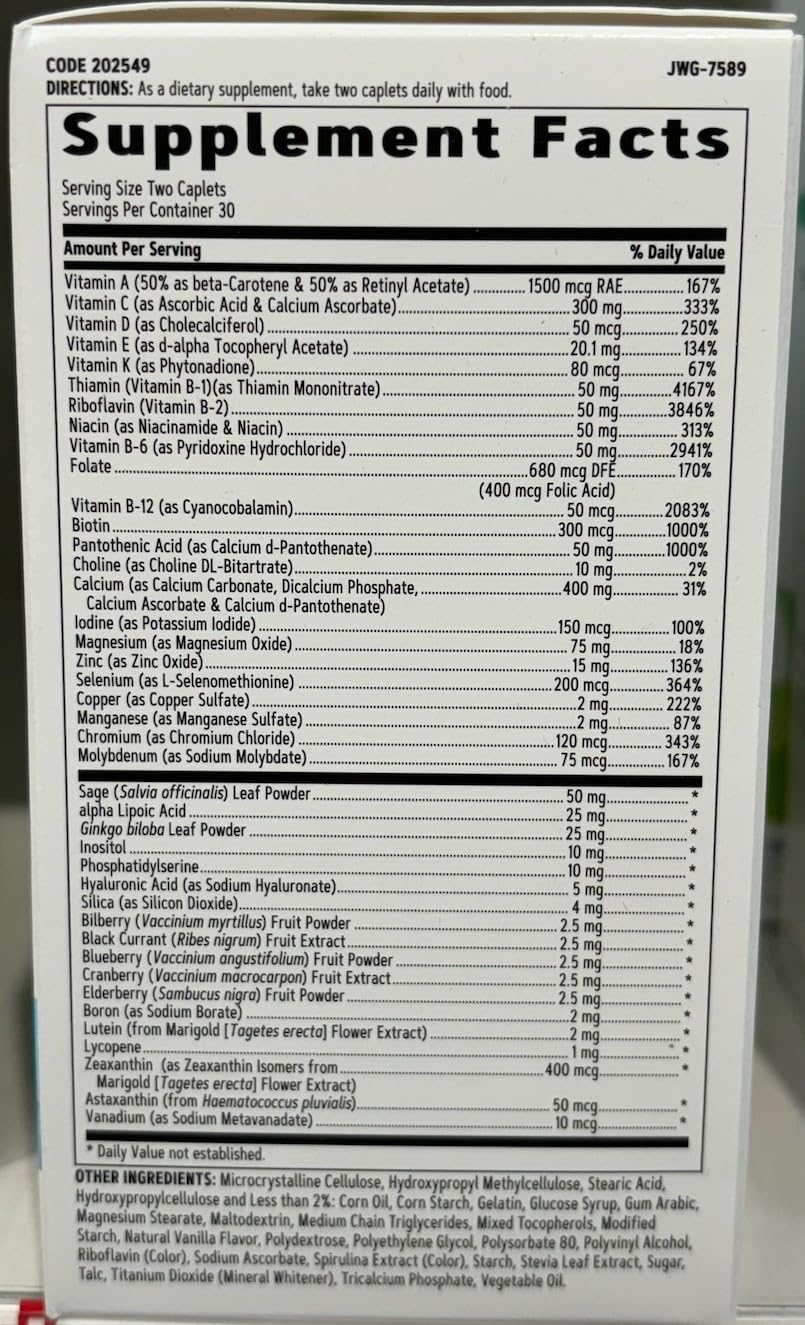 CODE 202549 JWG-7589
DIRECTIONS: As a dietary supplement, take two caplets daily with food.
Supplement Facts
Serving Size Two Caplets
Servings Per Container 30
Amount Per Serving % Daily Value
Vitamin A (50% as beta-Carotene & 50% as Retinyl Acetate) 1500 mcg RAE 167%
Vitamin C (as Ascorbic Acid & Calcium Ascorbate) 300 mg 333%
Vitamin D (as Cholecalciferol) 50 mcg 250%
Vitamin E (as d-alpha Tocopheryl Acetate) 20.1 mg 134%
Vitamin K (as Phytonadione) 80 mcg 67%
Thiamin (Vitamin B-1)(as Thiamin Mononitrate) 50 mg 4167%
Riboflavin (Vitamin B-2) 50 mg 3846%
Niacin (as Niacinamide & Niacin) 50 mg 313%
Vitamin B-6 (as Pyridoxine Hydrochloride) 50 mg 2941%
Folate 680 mcg DFE 170%
(400 mcg Folic Acid)
Vitamin B-12 (as Cyanocobalamin) 50 mcg 2083%
Biotin 300 mcg 1000%
Pantothenic Acid (as Calcium d-Pantothenate) 50 mg 1000%
Choline (as Choline DL-Bitartrate) 10 mg 2%
Calcium (as Calcium Carbonate, Dicalcium Phosphate, 400 mg 31%
Calcium Ascorbate & Calcium d-Pantothenate)
Iodine (as Potassium Iodide) 150 mcg 100%
Magnesium (as Magnesium Oxide) 75 mg 18%
Zinc (as Zinc Oxide) 15 mg 136%
Selenium (as L-Selenomethionine) 200 mcg 364%
Copper (as Copper Sulfate) 2 mg 222%
Manganese (as Manganese Sulfate) 2 mg 87%
Chromium (as Chromium Chloride) 120 mcg 343%
Molybdenum (as Sodium Molybdate) 75 mcg 167%
Sage (Salvia officinalis) Leaf Powder 50 mg *
alpha Lipoic Acid 25 mg *
Ginkgo biloba Leaf Powder 25 mg *
Inositol 10 mg *
Phosphatidylserine 10 mg *
Hyaluronic Acid (as Sodium Hyaluronate) 5 mg *
Silica (as Silicon Dioxide) 4 mg *
Bilberry (Vaccinium myrtillus) Fruit Powder 2.5 mg *
Black Currant (Ribes nigrum) Fruit Extract 2.5 mg *
Blueberry (Vaccinium angustifolium) Fruit Powder 2.5 mg *
Cranberry (Vaccinium macrocarpon) Fruit Extract 2.5 mg *
Elderberry (Sambucus nigra) Fruit Powder 2.5 mg *
Boron (as Sodium Borate) 2 mg *
Lutein (from Marigold [Tagetes erecta] Flower Extract) 2 mg *
Lycopene 1 mg *
Zeaxanthin (as Zeaxanthin Isomers from 400 mcg *
Marigold [Tagetes erecta] Flower Extract)
Astaxanthin (from Haematococcus pluvialis) 50 mcg *
Vanadium (as Sodium Metavanadate) 10 mcg *
* Daily Value not established.
OTHER INGREDIENTS: Microcrystalline Cellulose, Hydroxypropyl Methylcellulose, Stearic Acid,
Hydroxypropylcellulose and Less than 2%: Corn Oil, Corn Starch, Gelatin, Glucose Syrup, Gum Arabic,
Magnesium Stearate, Maltodextrin, Medium Chain Triglycerides, Mixed Tocopherols, Modified
Starch, Natural Vanilla Flavor, Polydextrose, Polyethylene Glycol, Polysorbate 80, Polyvinyl Alcohol,
Riboflavin (Color), Sodium Ascorbate, Spirulina Extract (Color), Starch, Stevia Leaf Extract, Sugar,
Talc, Titanium Dioxide (Mineral Whitener), Tricalcium Phosphate, Vegetable Oil.